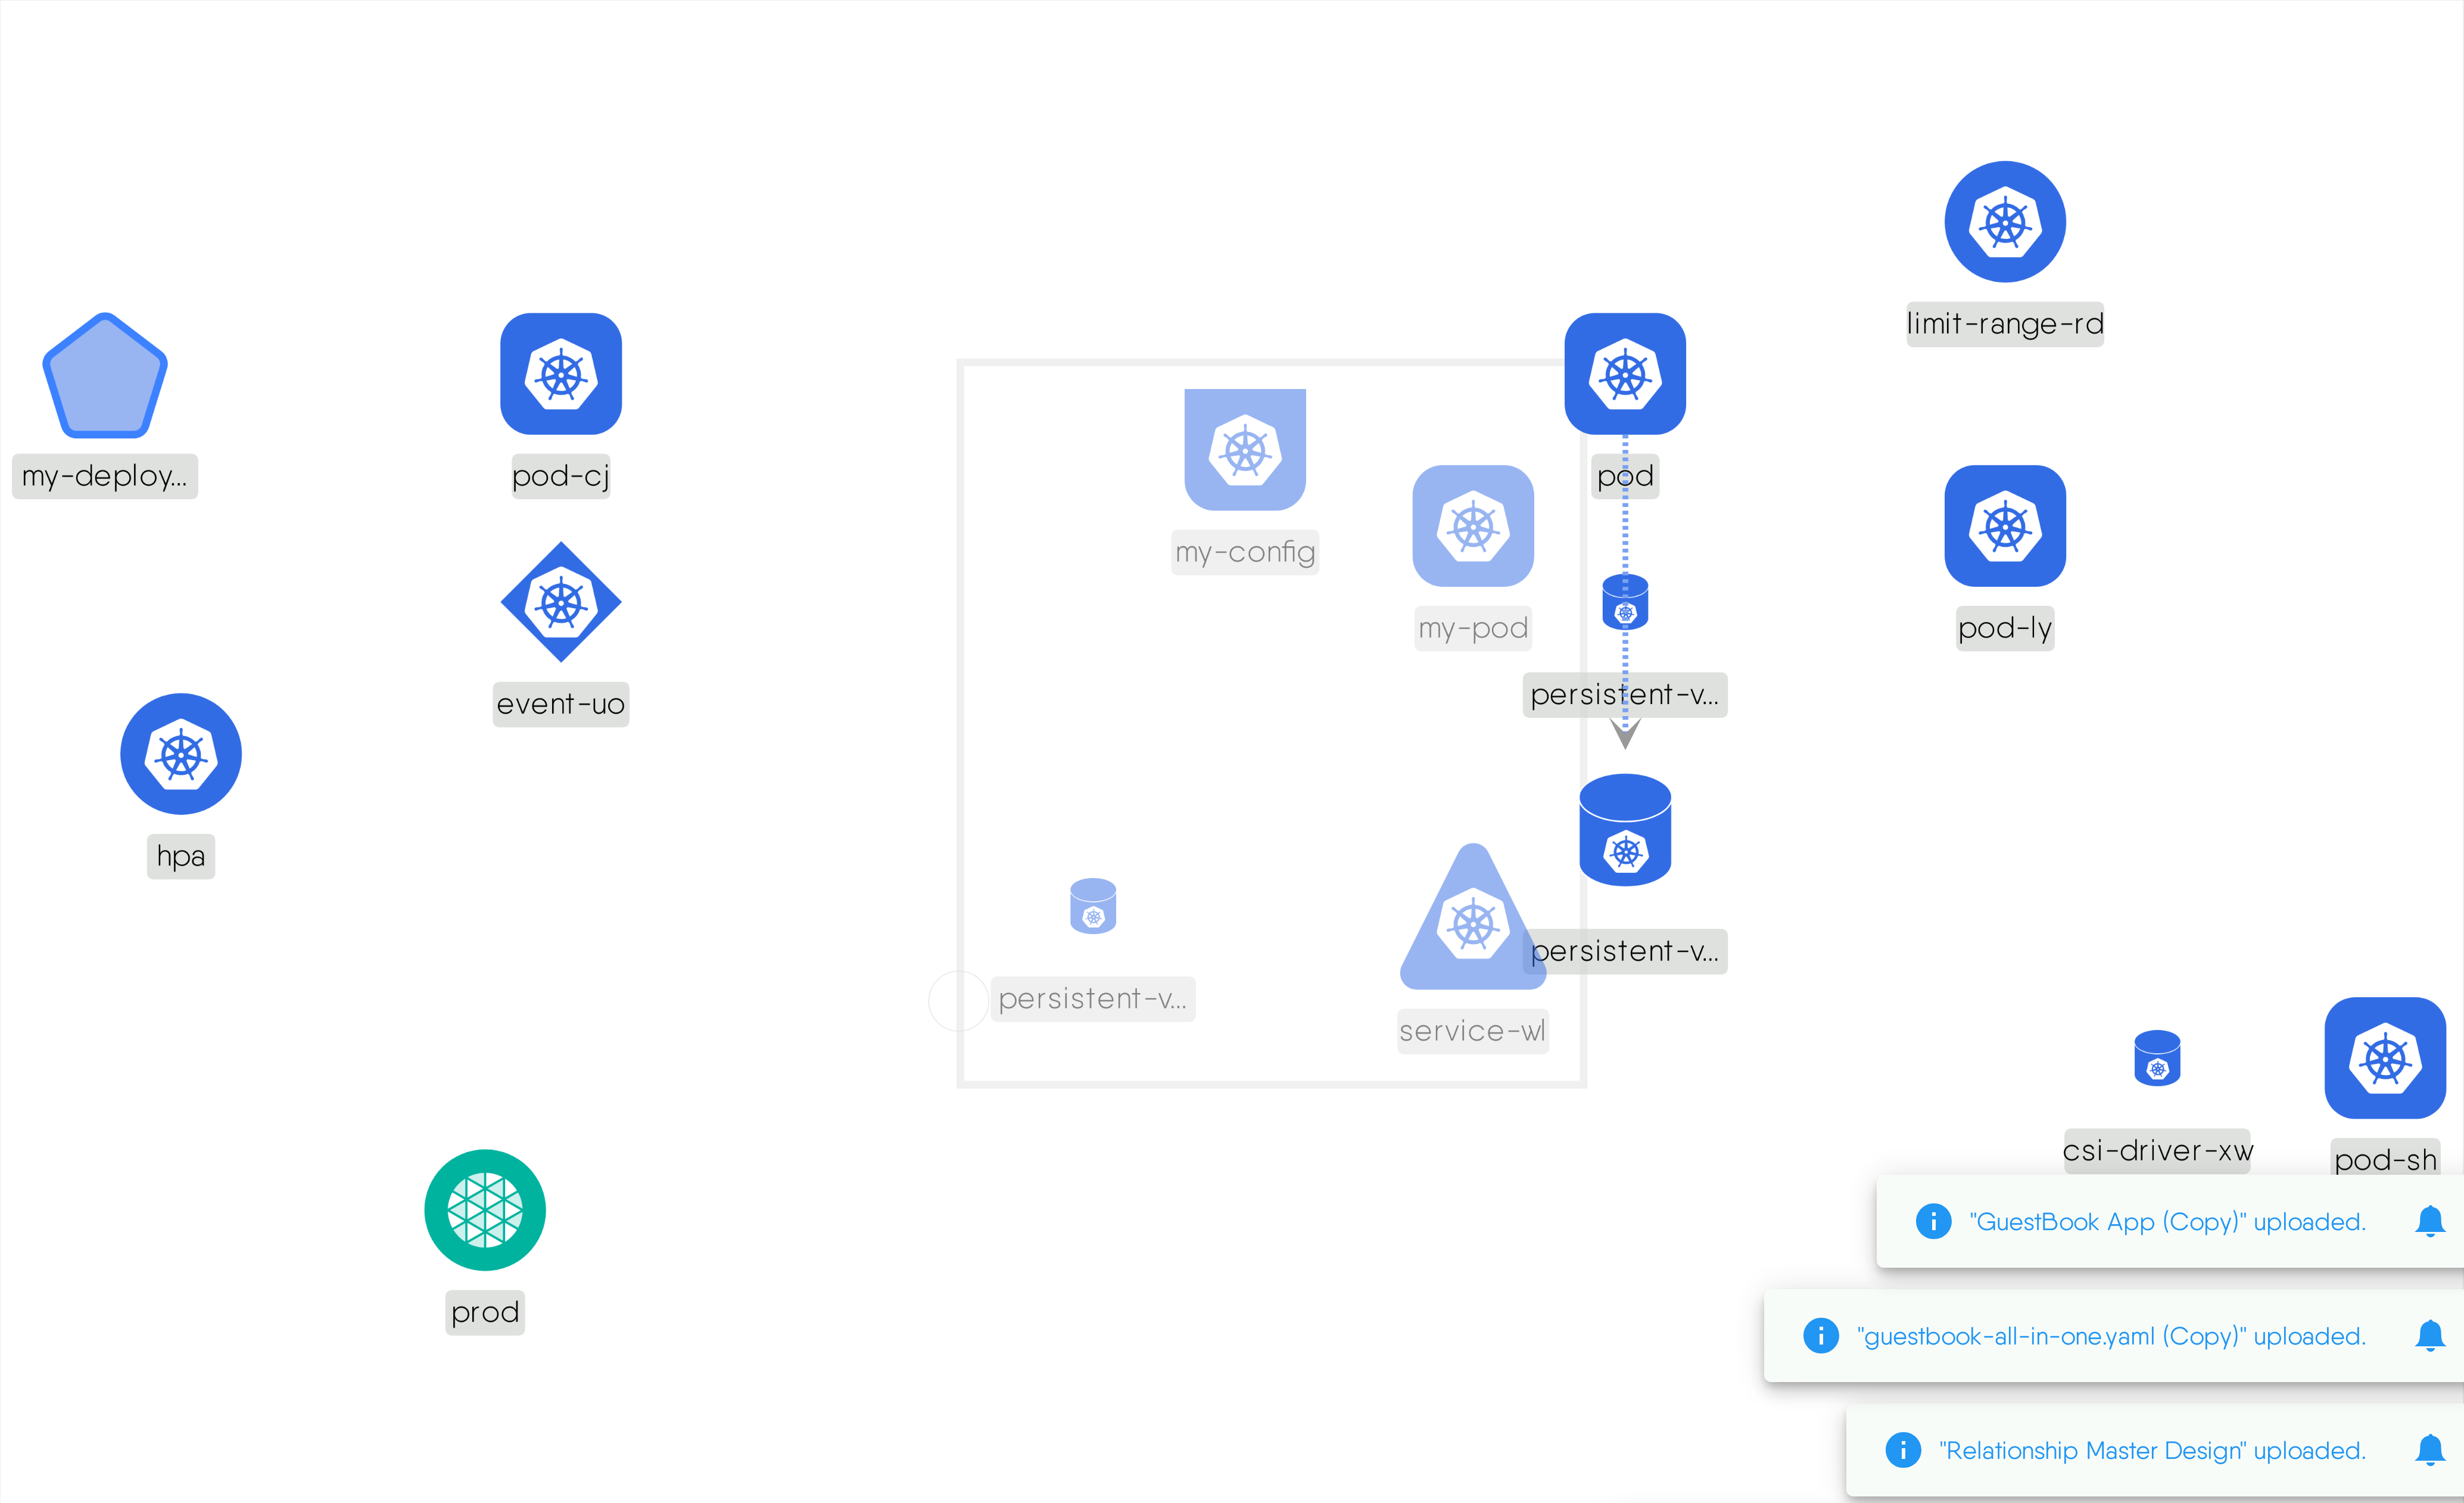 limit-range-rd
my-deploy...
pod-cj
pod
my-config
my-pod
pod-ly
event-uo
persistent-v...
hpa
persistent-v...
persistent-v...
service-wl
csi-driver-xw
pod-sh
"GuestBook App (Copy)" uploaded.
prod
"guestbook-all-in-one.yaml (Copy)" uploaded.
"Relationship Master Design" uploaded.